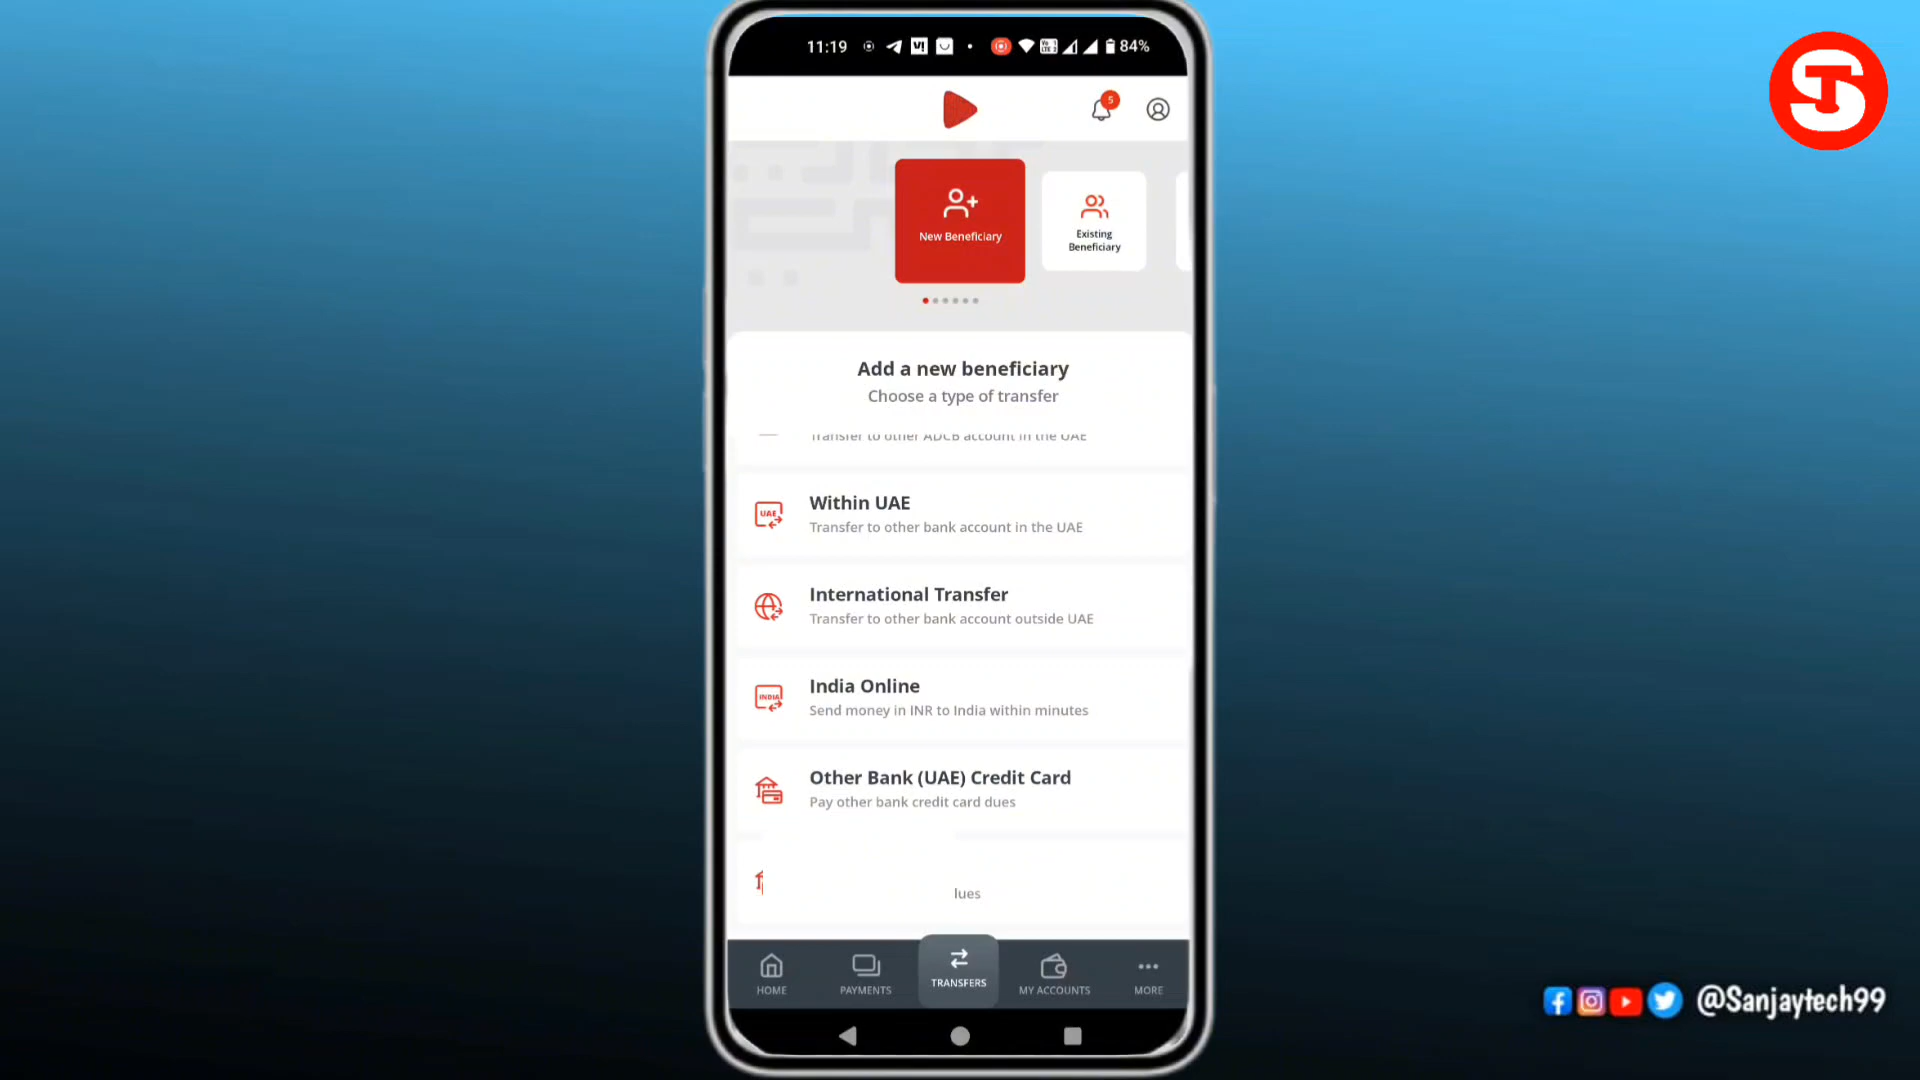 11:19
84%
5
New Beneficiary
Existing
Beneficiary
Add a new beneficiary
Choose a type of transfer
Transfer to other ADCB account in the UAE
UAE
Within UAE
Transfer to other bank account in the UAE
International Transfer
Transfer to other bank account outside UAE
INDIA
India Online
Send money in INR to India within minutes
Other Bank (UAE) Credit Card
Pay other bank credit card dues
lues
HOME
PAYMENTS
TRANSFERS
MY ACCOUNTS
MORE
@Sanjaytech99